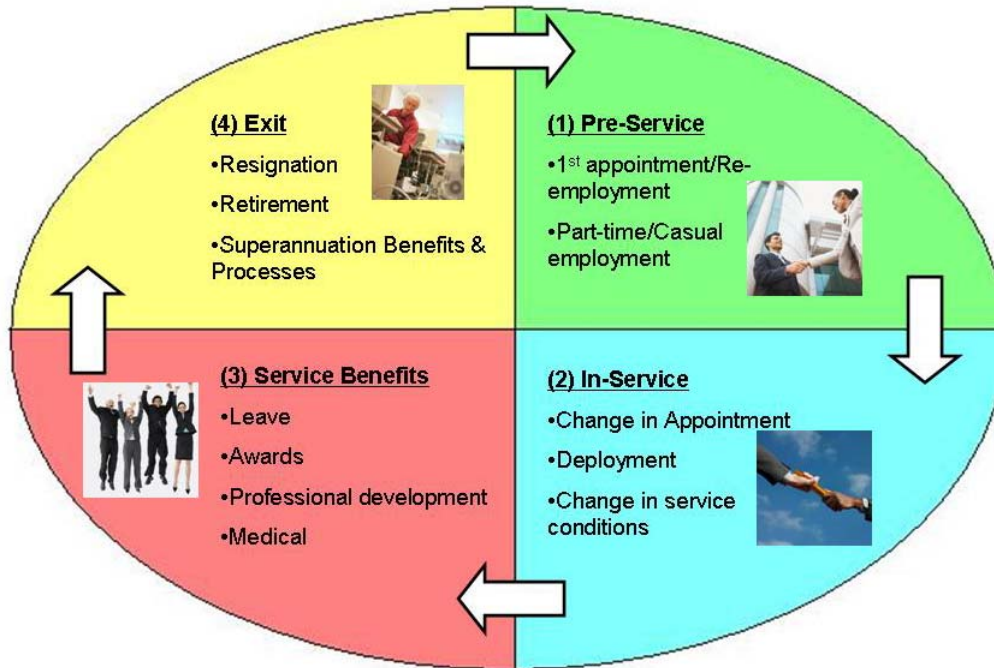 (4) Exit
•Resignation
•Retirement
•Superannuation Benefits &
Processes
(1) Pre-Service
•1st appointment/Re-
employment
•Part-time/Casual
employment
(3) Service Benefits
•Leave
•Awards
•Professional development
•Medical
(2) In-Service
•Change in Appointment
•Deployment
•Change in service
conditions